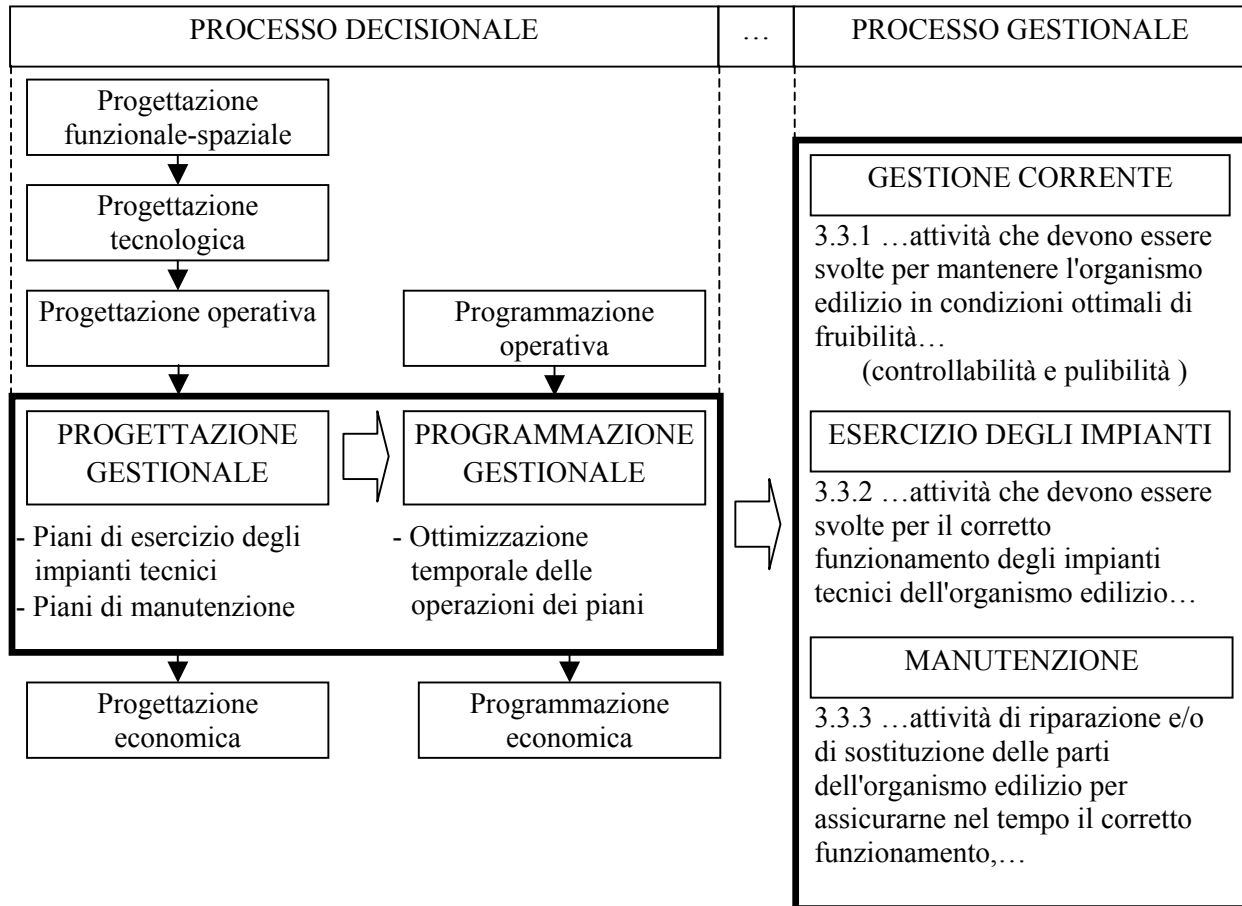 PROCESSO DECISIONALE
…
PROCESSO GESTIONALE
Progettazione
funzionale-spaziale
Progettazione
tecnologica
Progettazione operativa
Programmazione
operativa
PROGETTAZIONE
GESTIONALE
PROGRAMMAZIONE
GESTIONALE
- Piani di esercizio degli
impianti tecnici
- Piani di manutenzione
- Ottimizzazione
temporale delle
operazioni dei piani
Progettazione
economica
Programmazione
economica
GESTIONE CORRENTE
3.3.1 …attività che devono essere
svolte per mantenere l'organismo
edilizio in condizioni ottimali di
fruibilità…
(controllabilità e pulibilità )
ESERCIZIO DEGLI IMPIANTI
3.3.2 …attività che devono essere
svolte per il corretto
funzionamento degli impianti
tecnici dell'organismo edilizio…
MANUTENZIONE
3.3.3 …attività di riparazione e/o
di sostituzione delle parti
dell'organismo edilizio per
assicurarne nel tempo il corretto
funzionamento,…